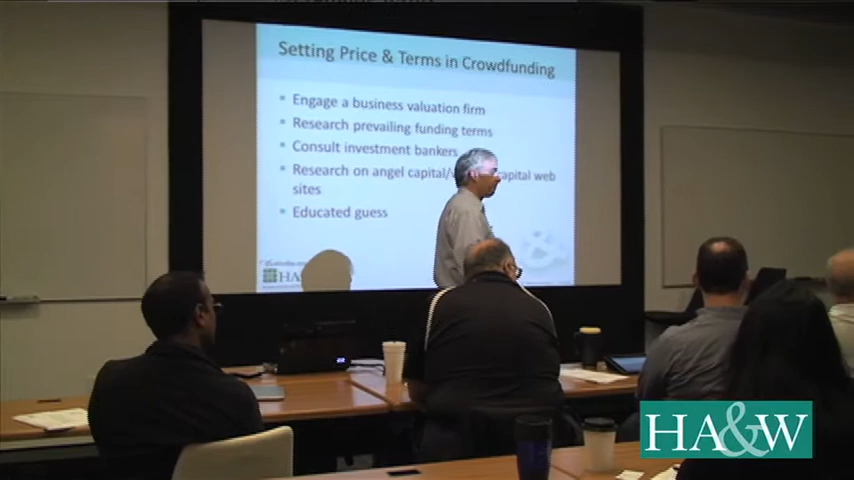 Setting Price & Terms in Crowdfunding
Engage a business valuation firm
Research prevailing funding terms
Consult investment bankers
Research on angel capital/ capital web
sites
Educated guess
HA
HA&W